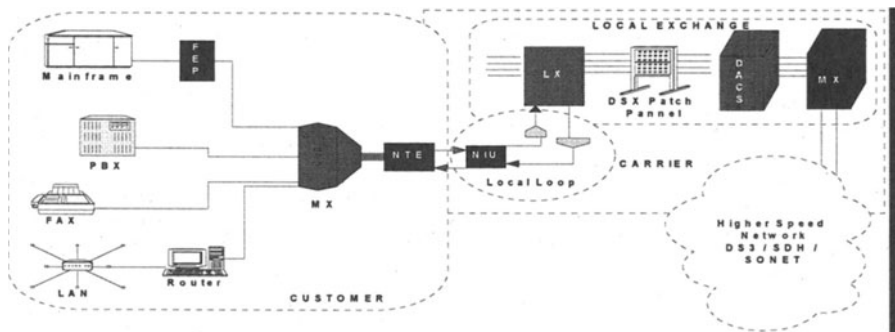 LOCAL EXCHANGE
Mainframe
FEP
LX
DSX Patch
Pannel
DACS
MX
PBX
NTE
NIU
CARRIER
Local Loop
MX
FAX
Higher Speed
Network
DS3 / SDH /
SONET
LAN
Router
CUSTOMER